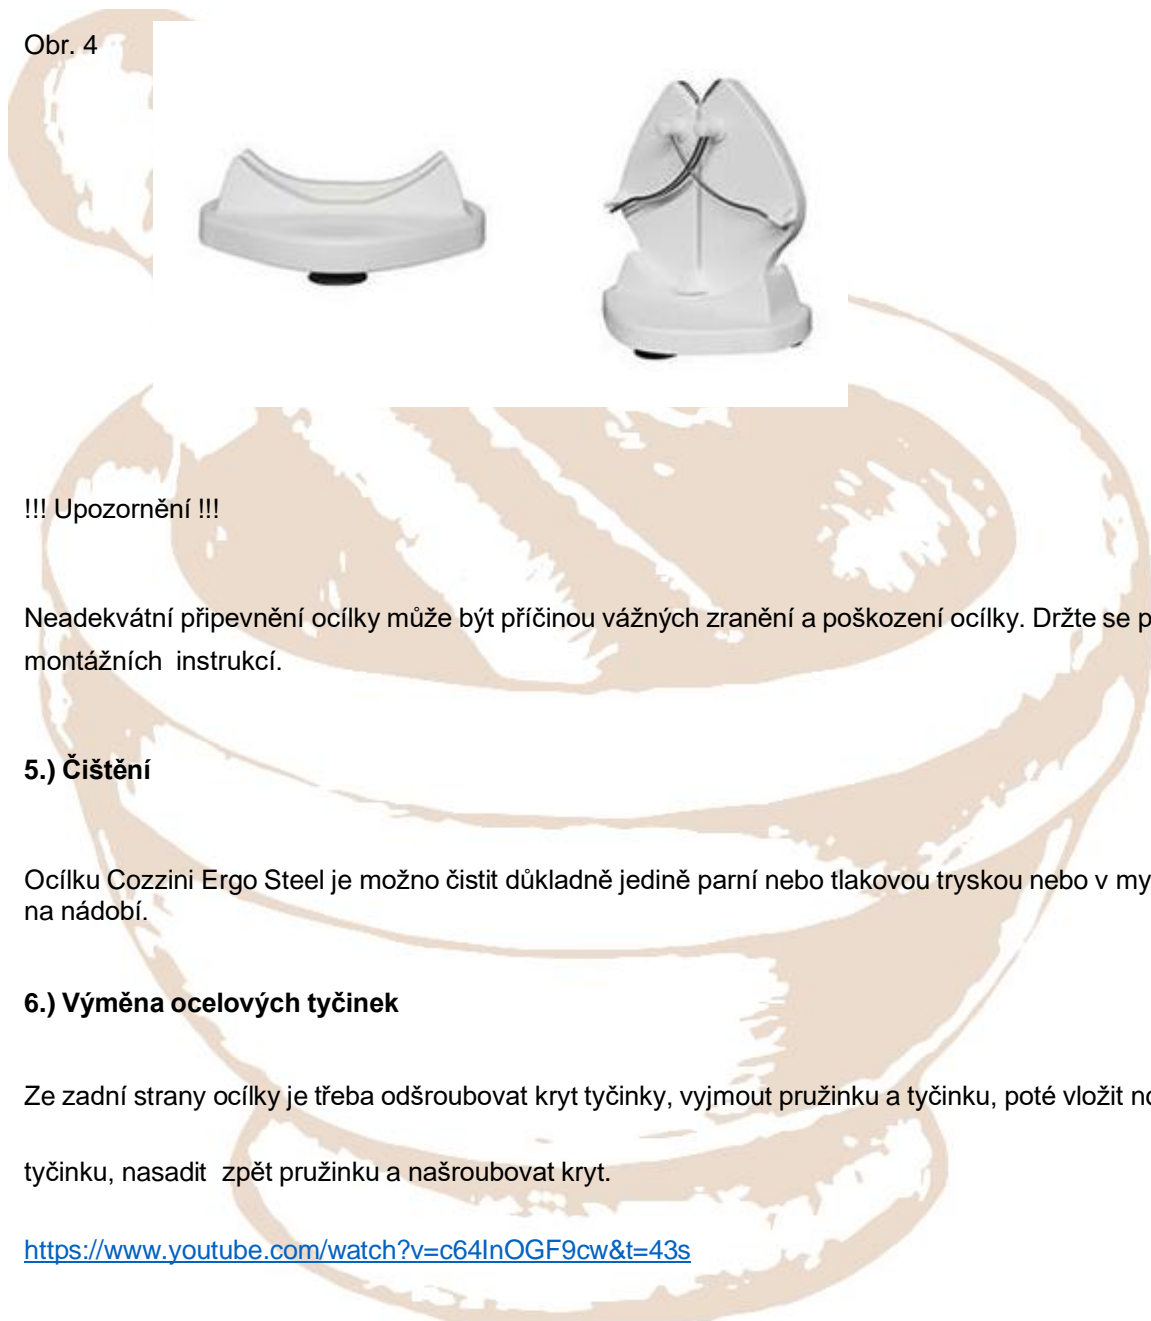 Obr. 4
!!! Upozornění !!!
Neadekvátní připevnění ocílky může být příčinou vážných zranění a poškození ocílky. Držte se p
montážních instrukcí.
5.) Čištění
Ocílku Cozzini Ergo Steel je možno čistit důkladně jedině parní nebo tlakovou tryskou nebo v my
na nádobí.
6.) Výměna ocelových tyčinek
Ze zadní strany ocílky je třeba odšroubovat kryt tyčinky, vyjmout pružinku a tyčinku, poté vložit no
tyčinku, nasadit zpět pružinku a našroubovat kryt.
https://www.youtube.com/watch?v=c64InOGF9cw&t=43s